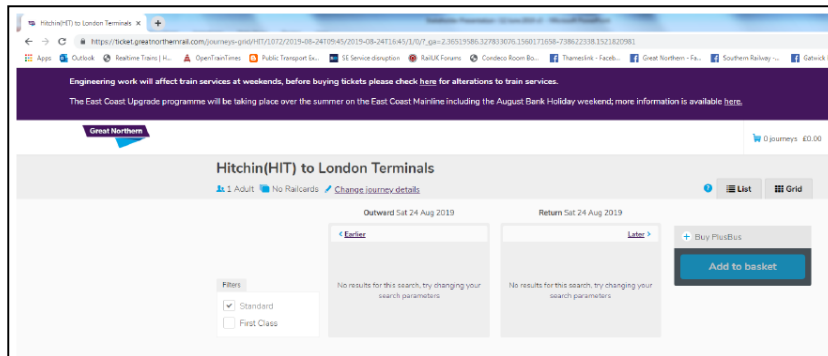 Hitchin(HIT) to London Terminals
https://ticket.greatnorthernrail.com/journeys-grid/HIT/1072/2019-08-24T09:45/2019-08-24T16:45/1/0/?_ga=2.36519586.327833076.1560171658-738622338.1521820981
Apps Outlook Realtime Trains | H... OpenTrainTimes Public Transport Ex... SE Service disruption RailUK Forums Condeco Room Bo... Thameslink - Faceb... Great Northern - Fa... Southern Railway -... Gatwick
Engineering work will affect train services at weekends, before buying tickets please check here for alterations to train services.
The East Coast Upgrade programme will be taking place over the summer on the East Coast Mainline including the August Bank Holiday weekend; more information is available here.
Great Northern
0 journeys £0.00
Hitchin(HIT) to London Terminals
1 Adult No Railcards Change journey details
List Grid
Outward Sat 24 Aug 2019 Return Sat 24 Aug 2019
< Earlier Later >
+ Buy PlusBus
Add to basket
Filters
Standard
First Class
No results for this search, try changing your
search parameters
No results for this search, try changing your
search parameters